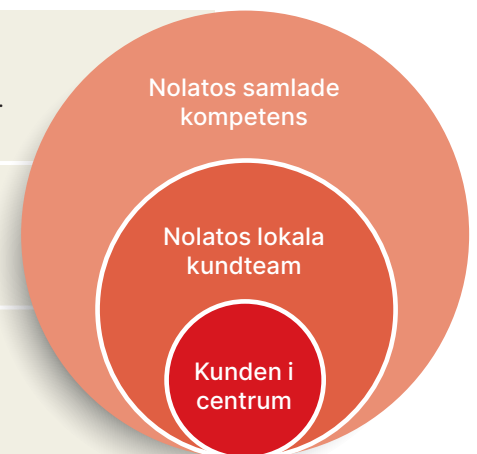 Nolatos samlade
kompetens
Nolatos lokala
kundteam
Kunden i
centrum